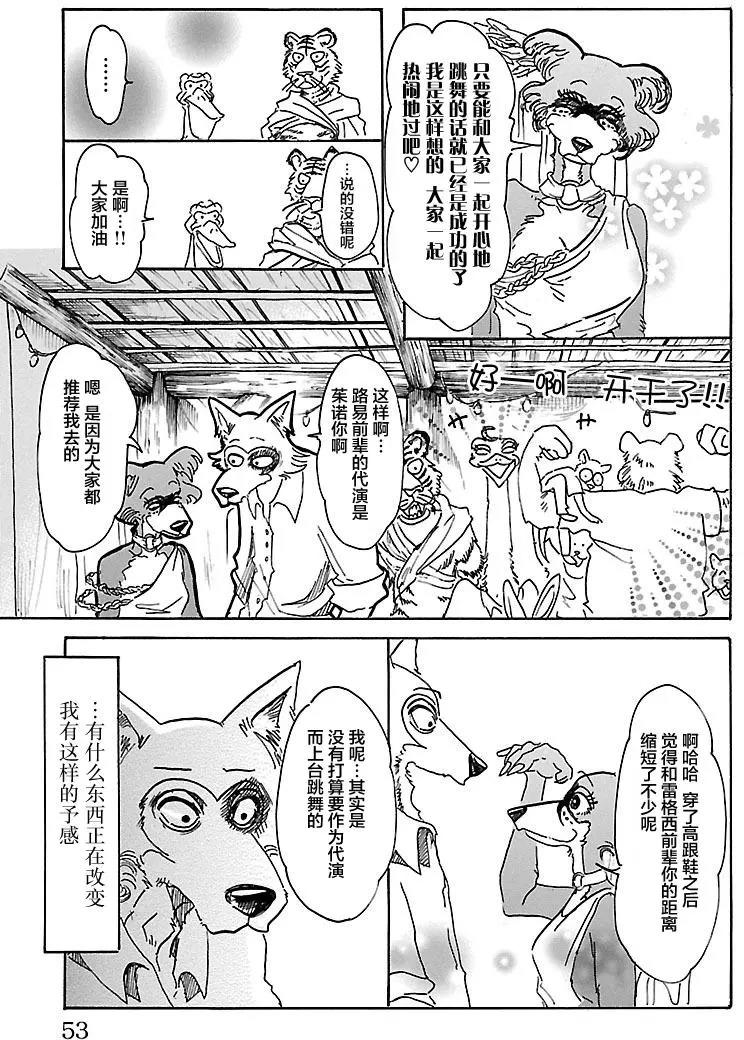 只要能和大家一起开心地
跳舞的话就已经是成功的了
我是这样想的 大家一起
热闹地过吧♡
……
…说的没错呢
是啊…!!
大家加油
好—啊 开干了!!
这样啊…
路易前辈的代演是
茱诺你啊
嗯 是因为大家都
推荐我去的
啊哈哈 穿了高跟鞋之后
觉得和雷格西前辈你的距离
缩短了不少呢
我呢…其实是
没有打算要作为代演
而上台跳舞的
…有什么东西正在改变
我有这样的予感
53